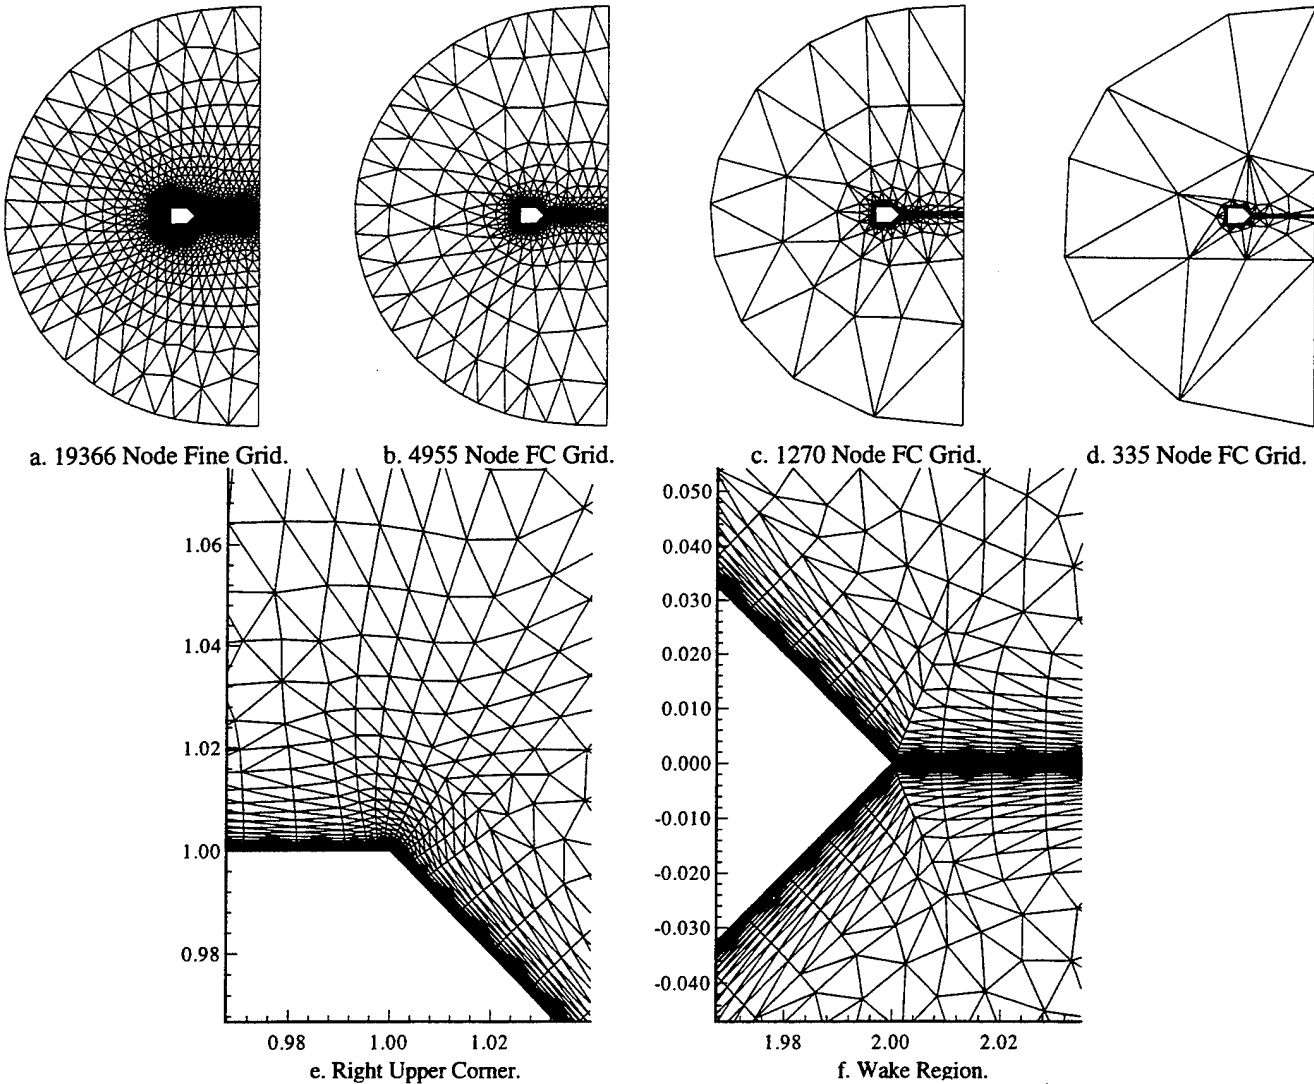 a. 19366 Node Fine Grid.
b. 4955 Node FC Grid.
c. 1270 Node FC Grid.
d. 335 Node FC Grid.
1.06
1.04
1.02
1.00
0.98
0.98 1.00 1.02
e. Right Upper Corner.
0.050
0.040
0.030
0.020
0.010
0.000
-0.010
-0.020
-0.030
-0.040
1.98 2.00 2.02
f. Wake Region.